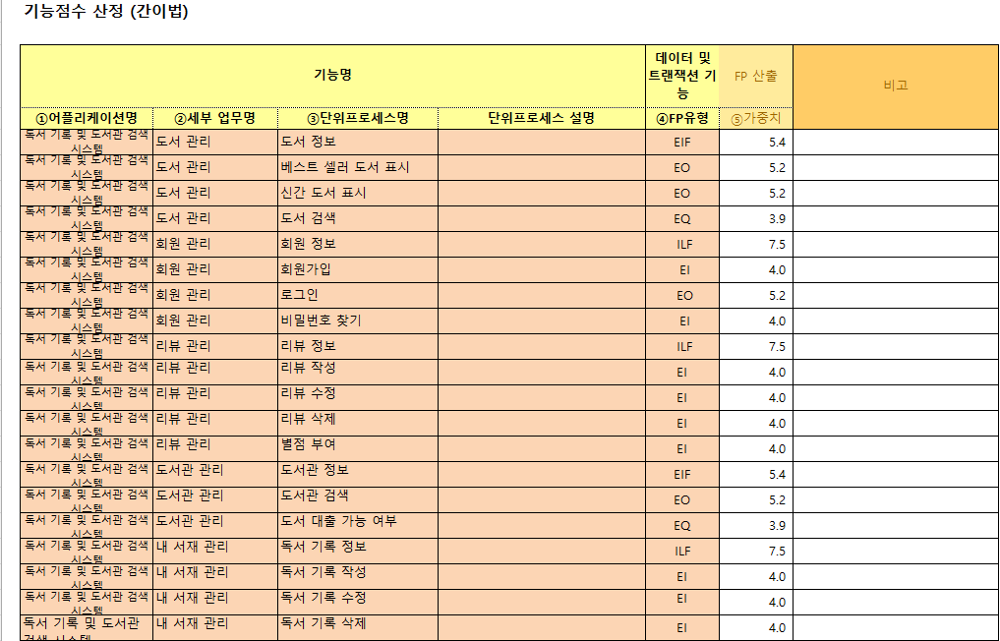 기능점수 산정 (간이법)
기능명 데이터 및 트랜잭션 기능 FP 산출 비고
①어플리케이션명 ②세부 업무명 ③단위프로세스명 단위프로세스 설명 ④FP유형 ⑤가중치
독서 기록 및 도서관 검색 시스템 도서 관리 도서 정보 EIF 5.4
독서 기록 및 도서관 검색 시스템 도서 관리 베스트 셀러 도서 표시 EO 5.2
독서 기록 및 도서관 검색 시스템 도서 관리 신간 도서 표시 EO 5.2
독서 기록 및 도서관 검색 시스템 도서 관리 도서 검색 EQ 3.9
독서 기록 및 도서관 검색 시스템 회원 관리 회원 정보 ILF 7.5
독서 기록 및 도서관 검색 시스템 회원 관리 회원가입 EI 4.0
독서 기록 및 도서관 검색 시스템 회원 관리 로그인 EO 5.2
독서 기록 및 도서관 검색 시스템 회원 관리 비밀번호 찾기 EI 4.0
독서 기록 및 도서관 검색 시스템 리뷰 관리 리뷰 정보 ILF 7.5
독서 기록 및 도서관 검색 시스템 리뷰 관리 리뷰 작성 EI 4.0
독서 기록 및 도서관 검색 시스템 리뷰 관리 리뷰 수정 EI 4.0
독서 기록 및 도서관 검색 시스템 리뷰 관리 리뷰 삭제 EI 4.0
독서 기록 및 도서관 검색 시스템 리뷰 관리 별점 부여 EI 4.0
독서 기록 및 도서관 검색 시스템 도서관 관리 도서관 정보 EIF 5.4
독서 기록 및 도서관 검색 시스템 도서관 관리 도서관 검색 EO 5.2
독서 기록 및 도서관 검색 시스템 도서관 관리 도서 대출 가능 여부 EQ 3.9
독서 기록 및 도서관 검색 시스템 내 서재 관리 독서 기록 정보 ILF 7.5
독서 기록 및 도서관 검색 시스템 내 서재 관리 독서 기록 작성 EI 4.0
독서 기록 및 도서관 검색 시스템 내 서재 관리 독서 기록 수정 EI 4.0
독서 기록 및 도서관 검색 시스템 내 서재 관리 독서 기록 삭제 EI 4.0